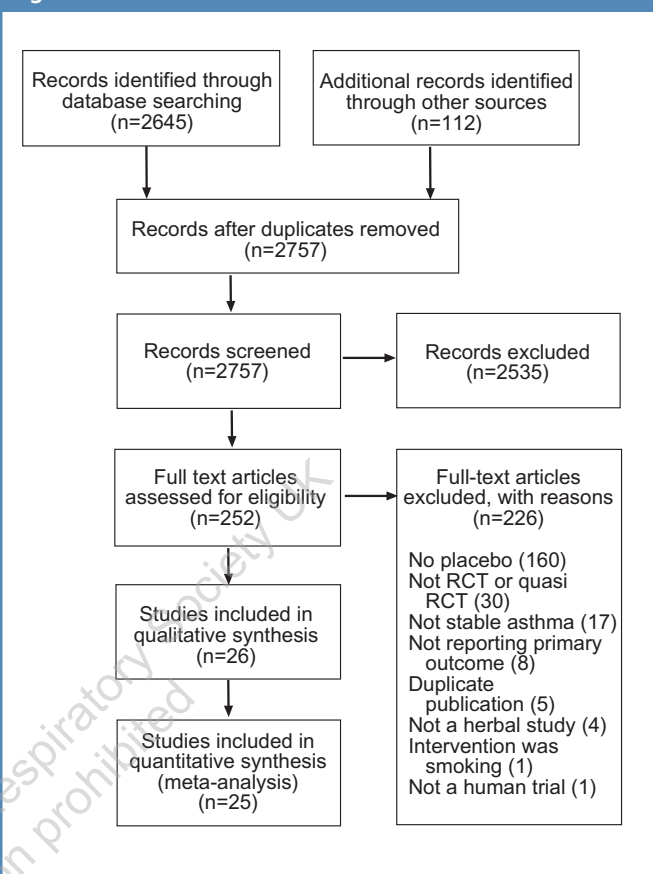 Records identified through
database searching
(n=2645)
Additional records identified
through other sources
(n=112)
Records after duplicates removed
(n=2757)
Records screened
(n=2757)
Records excluded
(n=2535)
Full text articles
assessed for eligibility
(n=252)
Full-text articles
excluded, with reasons
(n=226)
No placebo (160)
Not RCT or quasi
RCT (30)
Not stable asthma (17)
Not reporting primary
outcome (8)
Duplicate
publication (5)
Not a herbal study (4)
Intervention was
smoking (1)
Not a human trial (1)
Studies included in
qualitative synthesis
(n=26)
Studies included in
quantitative synthesis
(meta-analysis)
(n=25)
Society UK
prohibited